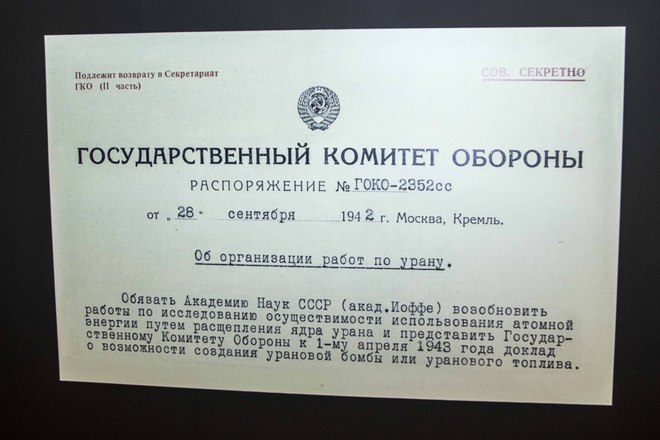 Подлежит возврату в Секретариат
ГКО (II часть)
СОВ. СЕКРЕТНО
ГОСУДАРСТВЕННЫЙ КОМИТЕТ ОБОРОНЫ
РАСПОРЯЖЕНИЕ № ГОКО-2352сс
от „28" сентября 1942 г. Москва, Кремль.
Об организации работ по урану.
Обязать Академию Наук СССР (акад.Иоффе) возобновить
работы по исследованию осуществимости использования атомной
энергии путем расщепления ядра урана и представить Государ-
ственному Комитету Обороны к 1-му апреля 1943 года доклад
о возможности создания урановой бомбы или уранового топлива.